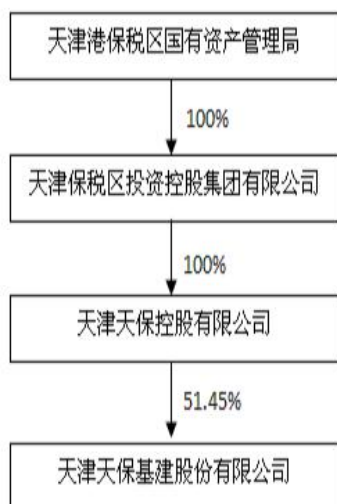 天津港保税区国有资产管理局
100%
天津保税区投资控股集团有限公司
100%
天津天保控股有限公司
51.45%
天津天保基建股份有限公司